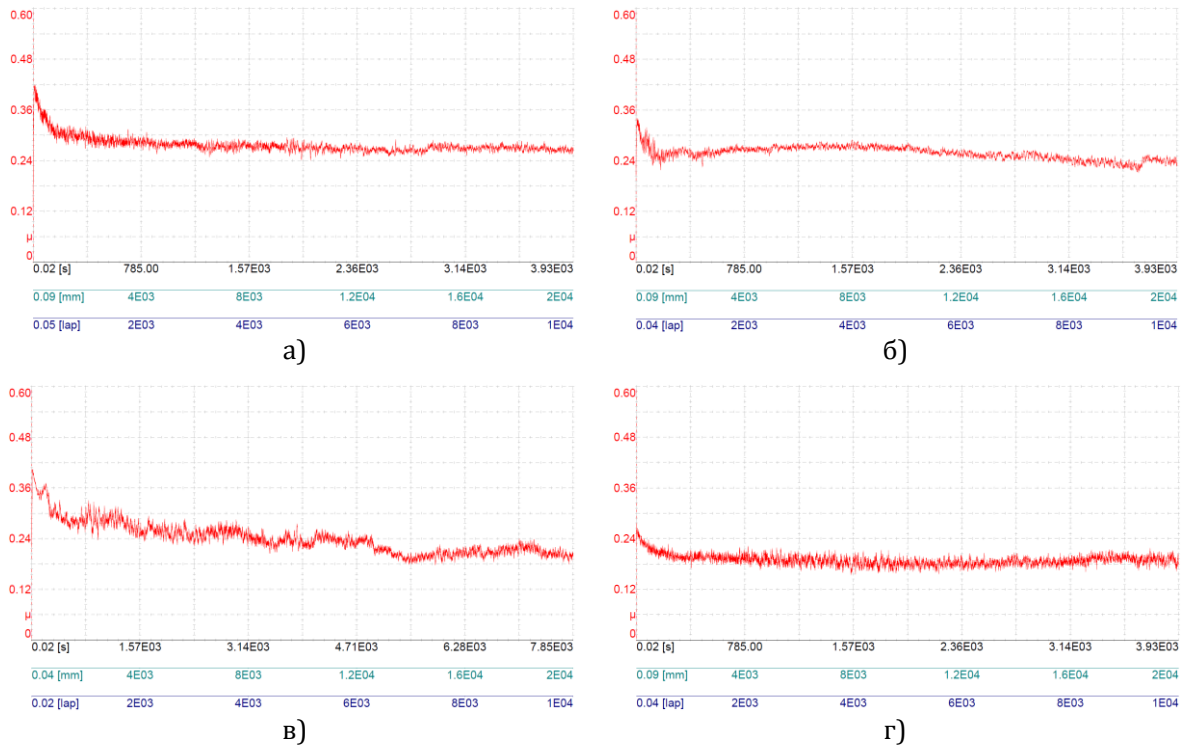 0.60
0.48
0.36
0.24
0.12
μ
0
0.02 [s] 785.00 1.57E03 2.36E03 3.14E03 3.93E03
0.09 [mm] 4E03 8E03 1.2E04 1.6E04 2E04
0.05 [lap] 2E03 4E03 6E03 8E03 1E04
а)
0.60
0.48
0.36
0.24
0.12
μ
0
0.02 [s] 785.00 1.57E03 2.36E03 3.14E03 3.93E03
0.09 [mm] 4E03 8E03 1.2E04 1.6E04 2E04
0.04 [lap] 2E03 4E03 6E03 8E03 1E04
б)
0.60
0.48
0.36
0.24
0.12
μ
0
0.02 [s] 1.57E03 3.14E03 4.71E03 6.28E03 7.85E03
0.04 [mm] 4E03 8E03 1.2E04 1.6E04 2E04
0.02 [lap] 2E03 4E03 6E03 8E03 1E04
в)
0.60
0.48
0.36
0.24
0.12
μ
0
0.02 [s] 785.00 1.57E03 2.36E03 3.14E03 3.93E03
0.09 [mm] 4E03 8E03 1.2E04 1.6E04 2E04
0.04 [lap] 2E03 4E03 6E03 8E03 1E04
г)